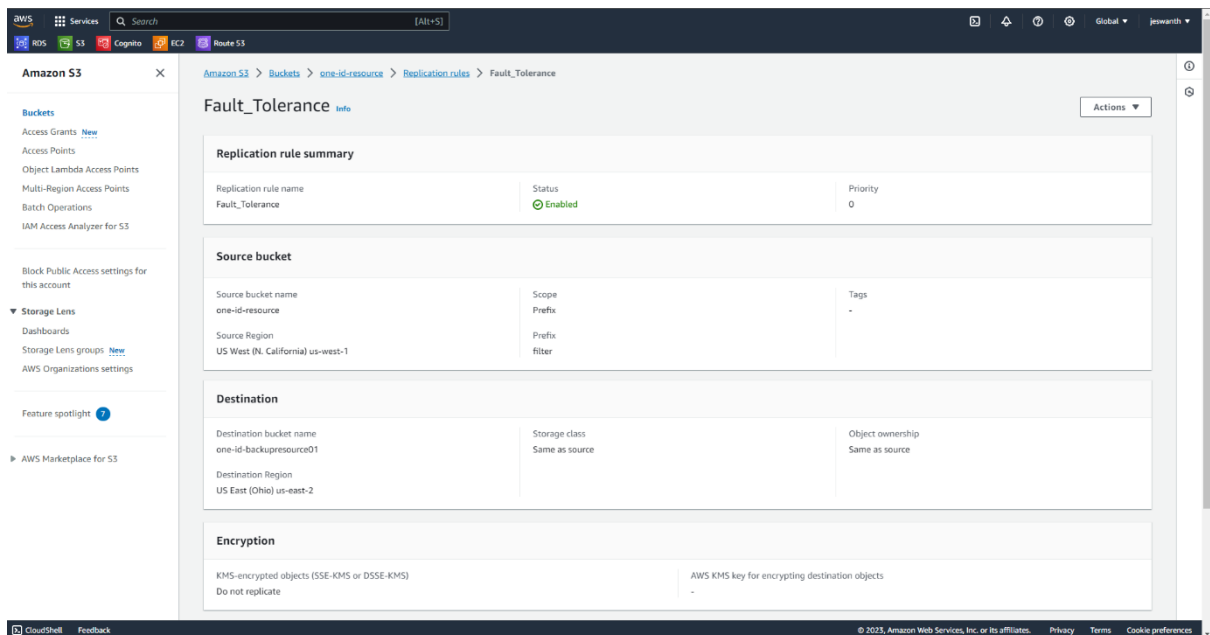 aws
Services
Search
[Alt+S]
Global
jeswanth
RDS
S3
Cognito
EC2
Route 53
Amazon S3
Buckets
Access Grants New
Access Points
Object Lambda Access Points
Multi-Region Access Points
Batch Operations
IAM Access Analyzer for S3
Block Public Access settings for
this account
Storage Lens
Dashboards
Storage Lens groups New
AWS Organizations settings
Feature spotlight 7
AWS Marketplace for S3
Amazon S3 > Buckets > one-id-resource > Replication rules > Fault_Tolerance
Fault_Tolerance Info
Actions
Replication rule summary
Replication rule name
Fault_Tolerance
Status
Enabled
Priority
0
Source bucket
Source bucket name
one-id-resource
Source Region
US West (N. California) us-west-1
Scope
Prefix
Prefix
filter
Tags
-
Destination
Destination bucket name
one-id-backupresource01
Destination Region
US East (Ohio) us-east-2
Storage class
Same as source
Object ownership
Same as source
Encryption
KMS-encrypted objects (SSE-KMS or DSSE-KMS)
Do not replicate
AWS KMS key for encrypting destination objects
-
CloudShell
Feedback
© 2023, Amazon Web Services, Inc. or its affiliates.
Privacy
Terms
Cookie preferences